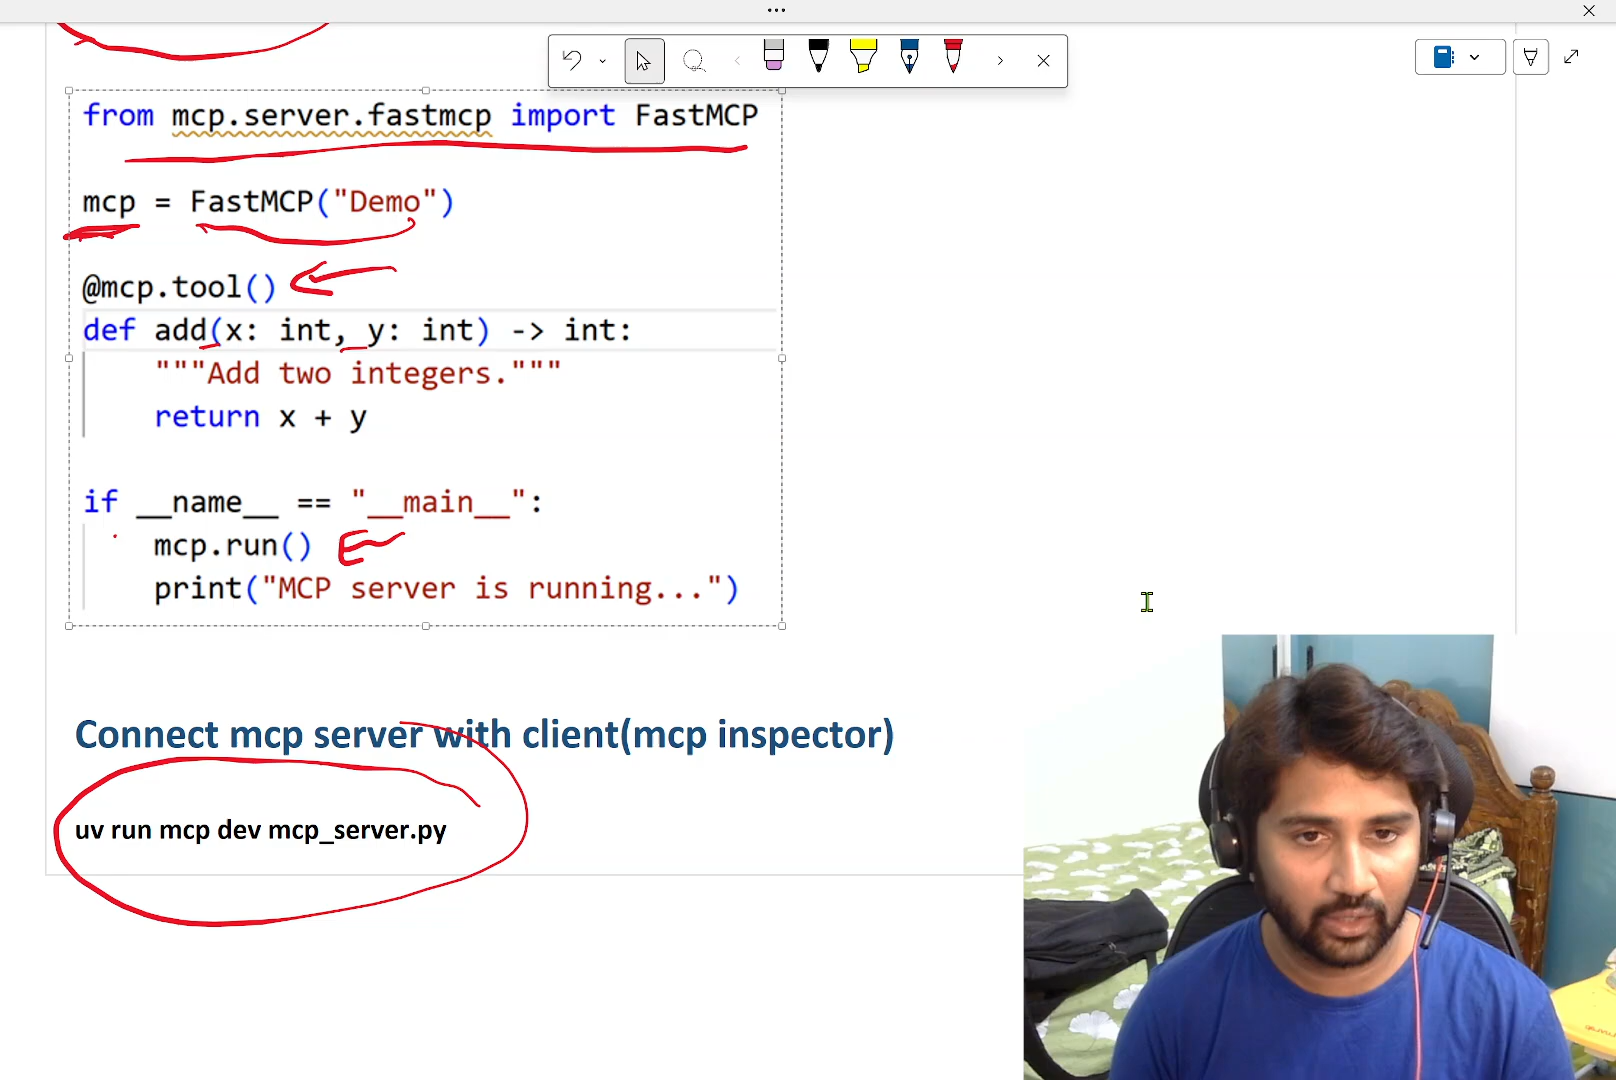 from mcp.server.fastmcp import FastMCP
mcp = FastMCP("Demo")
@mcp.tool()
def add(x: int, y: int) -> int:
"""Add two integers."""
return x + y
if __name__ == "__main__":
mcp.run()
print("MCP server is running...")
Connect mcp server with client(mcp inspector)
uv run mcp dev mcp_server.py